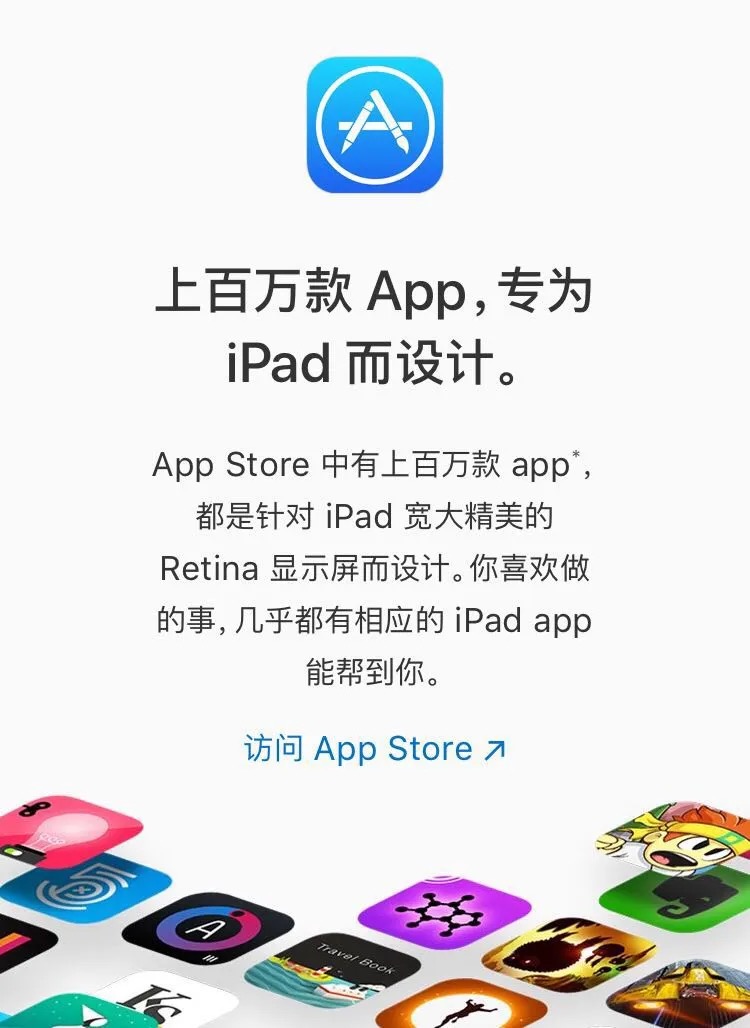 上百万款 App，专为
iPad 而设计。
App Store 中有上百万款 app*，
都是针对 iPad 宽大精美的
Retina 显示屏而设计。你喜欢做
的事，几乎都有相应的 iPad app
能帮到你。
访问 App Store ↗
A
Travel Book
Ks